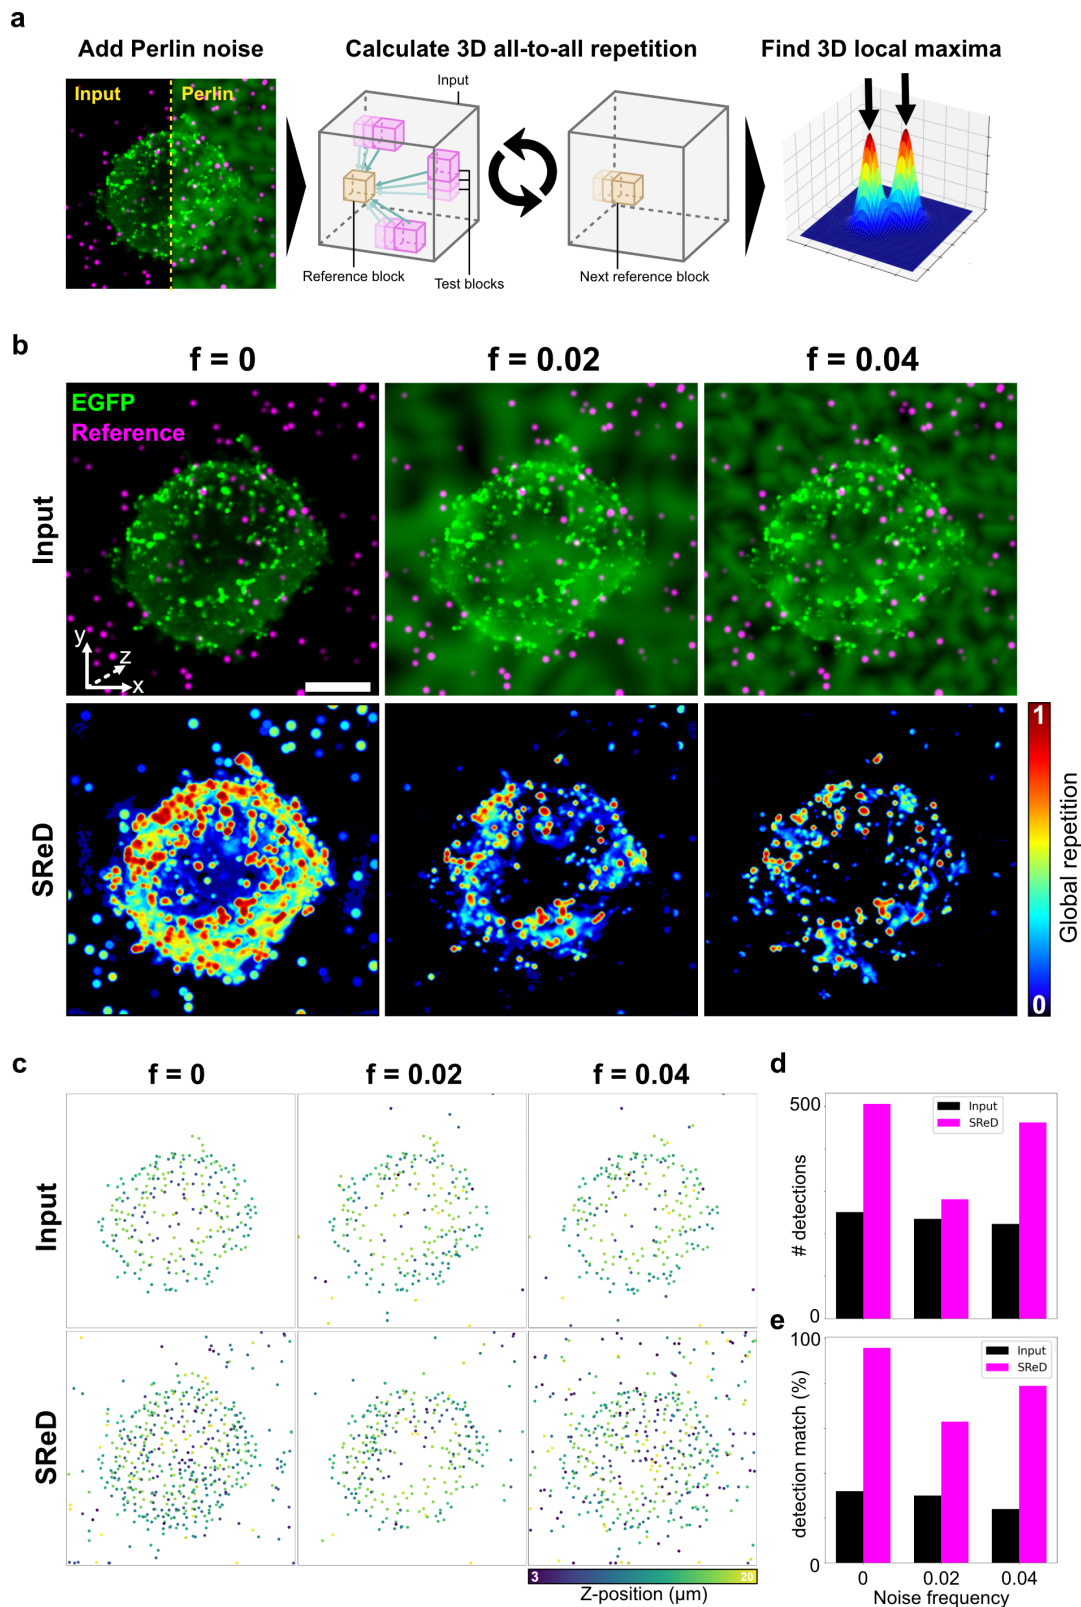 a
Add Perlin noise
Calculate 3D all-to-all repetition
Find 3D local maxima
Input
Perlin
Input
Reference block
Test blocks
Next reference block
b
f = 0
f = 0.02
f = 0.04
Input
EGFP
Reference
y
z
x
SReD
1
0
Global repetition
c
f = 0
f = 0.02
f = 0.04
Input
SReD
3
20
Z-position (μm)
d
# detections
500
0
Input
SReD
e
detection match (%)
100
0
Input
SReD
0
0.02
0.04
Noise frequency